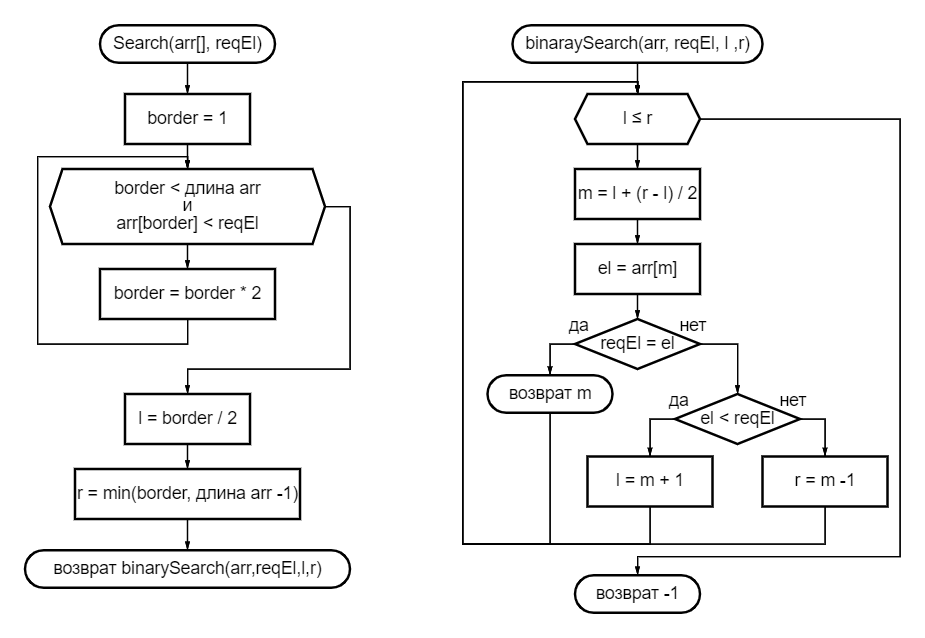 Search(arr[], reqEl)
border = 1
border < длина arr
и
arr[border] < reqEl
border = border * 2
l = border / 2
r = min(border, длина arr -1)
возврат binarySearch(arr,reqEl,l,r)
binaraySearch(arr, reqEl, l ,r)
l ≤ r
m = l + (r - l) / 2
el = arr[m]
да
нет
reqEl = el
возврат m
да
нет
el < reqEl
l = m + 1
r = m -1
возврат -1